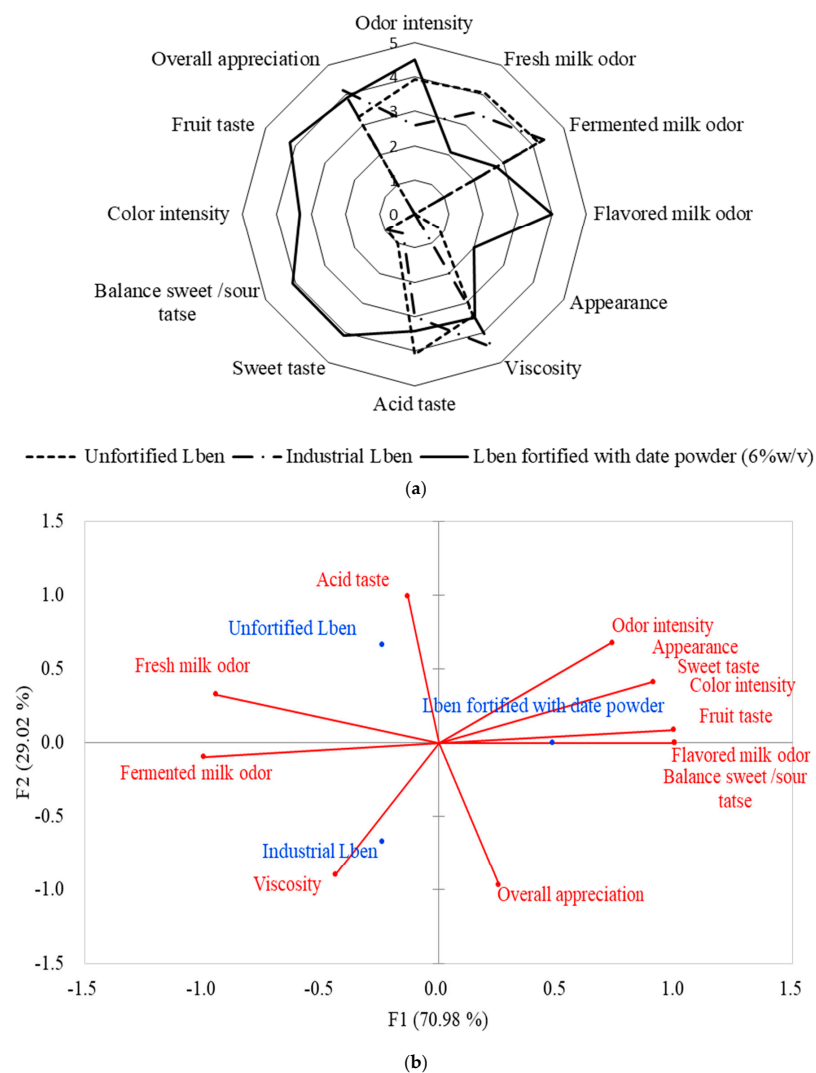 Odor intensity
Overall appreciation
Fresh milk odor
Fruit taste
Fermented milk odor
Color intensity
Flavored milk odor
Balance sweet /sour
tatse
Appearance
Sweet taste
Viscosity
Acid taste
5
4
3
2
1
0
Unfortified Lben
Industrial Lben
Lben fortified with date powder (6%w/v)
(a)
1.5
1.0
0.5
0.0
-0.5
-1.0
-1.5
F2 (29.02 %)
Acid taste
Unfortified Lben
Odor intensity
Appearance
Fresh milk odor
Sweet taste
Color intensity
Lben fortified with date powder
Fruit taste
Flavored milk odor
Fermented milk odor
Balance sweet /sour
tatse
Industrial Lben
Viscosity
Overall appreciation
-1.5
-1.0
-0.5
0.0
0.5
1.0
1.5
F1 (70.98 %)
(b)